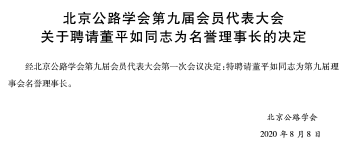 北京公路学会第九届会员代表大会
关于聘请董平如同志为名誉理事长的决定
经北京公路学会第九届会员代表大会第一次会议决定:特聘请董平如同志为第九届理
事会名誉理事长。
北京公路学会
2020 年 8 月 8 日